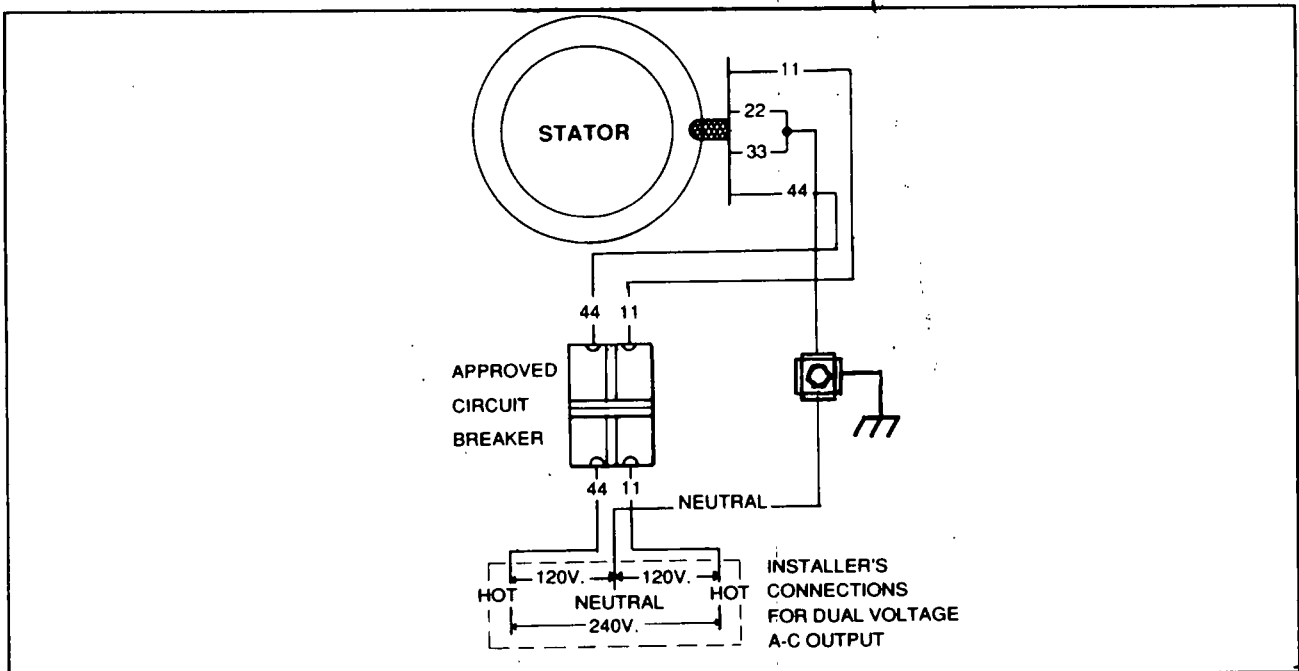 11
22
STATOR
33
44
44 11
APPROVED
CIRCUIT
BREAKER
44 11
NEUTRAL
120V. 120V.
HOT HOT
NEUTRAL
240V.
INSTALLER'S
CONNECTIONS
FOR DUAL VOLTAGE
A-C OUTPUT